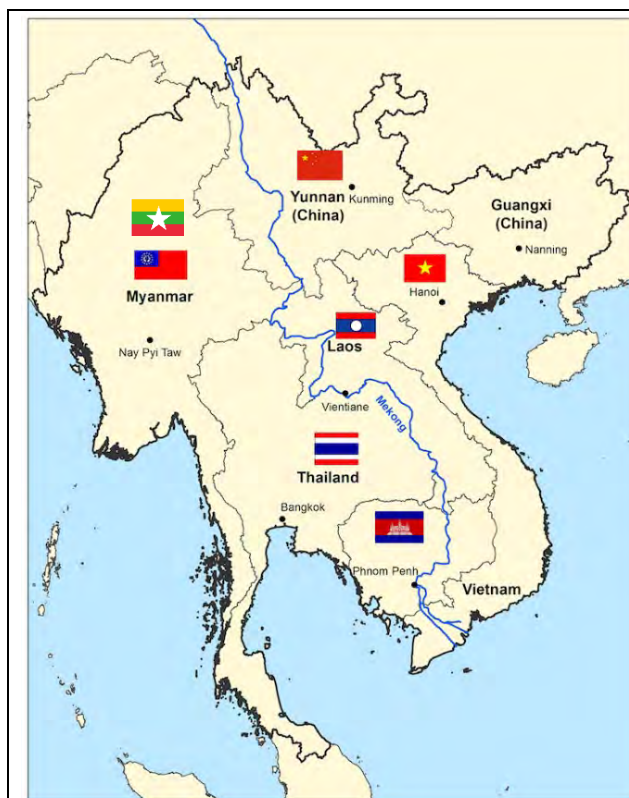 Yunnan
(China)
Kunming
Guangxi
(China)
Nanning
Myanmar
Hanoi
Nay Pyi Taw
Laos
Vientiane
Mekong
Thailand
Bangkok
Phnom Penh
Vietnam